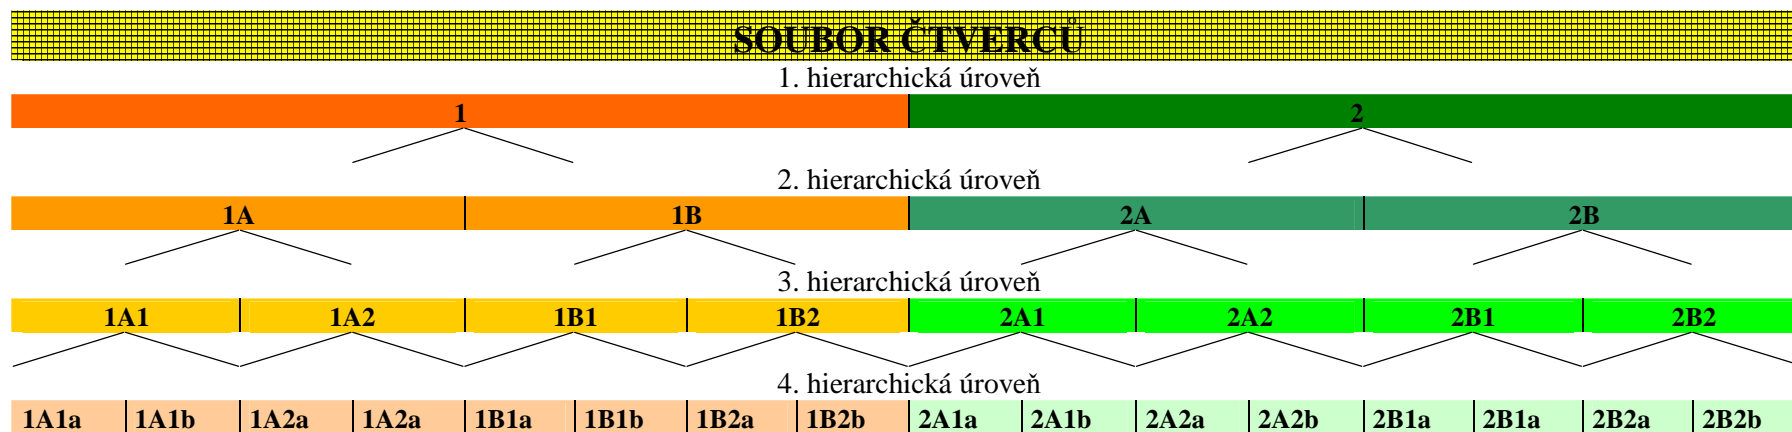 SOUBOR ČTVERCŮ
1. hierarchická úroveň
1 2
2. hierarchická úroveň
1A 1B 2A 2B
3. hierarchická úroveň
1A1 1A2 1B1 1B2 2A1 2A2 2B1 2B2
4. hierarchická úroveň
1A1a 1A1b 1A2a 1A2a 1B1a 1B1b 1B2a 1B2b 2A1a 2A1b 2A2a 2A2b 2B1a 2B1a 2B2a 2B2b